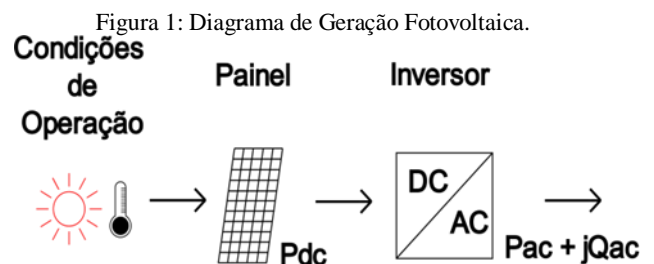 Figura 1: Diagrama de Geração Fotovoltaica.
Condições
de
Operação
Painel
Inversor
Pdc
DC
AC
Pac + jQac